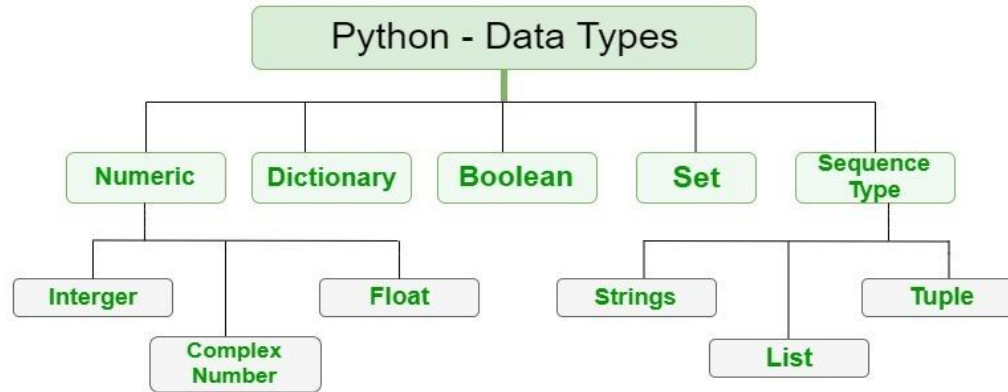 Python - Data Types
Numeric
Dictionary
Boolean
Set
Sequence
Type
Interger
Complex
Number
Float
Strings
List
Tuple